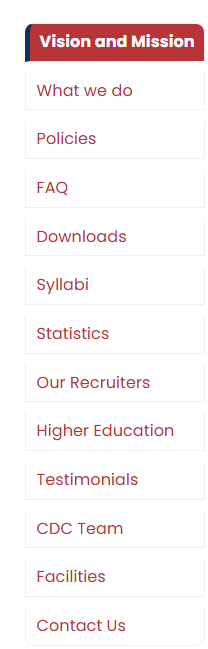 Vision and Mission
What we do
Policies
FAQ
Downloads
Syllabi
Statistics
Our Recruiters
Higher Education
Testimonials
CDC Team
Facilities
Contact Us